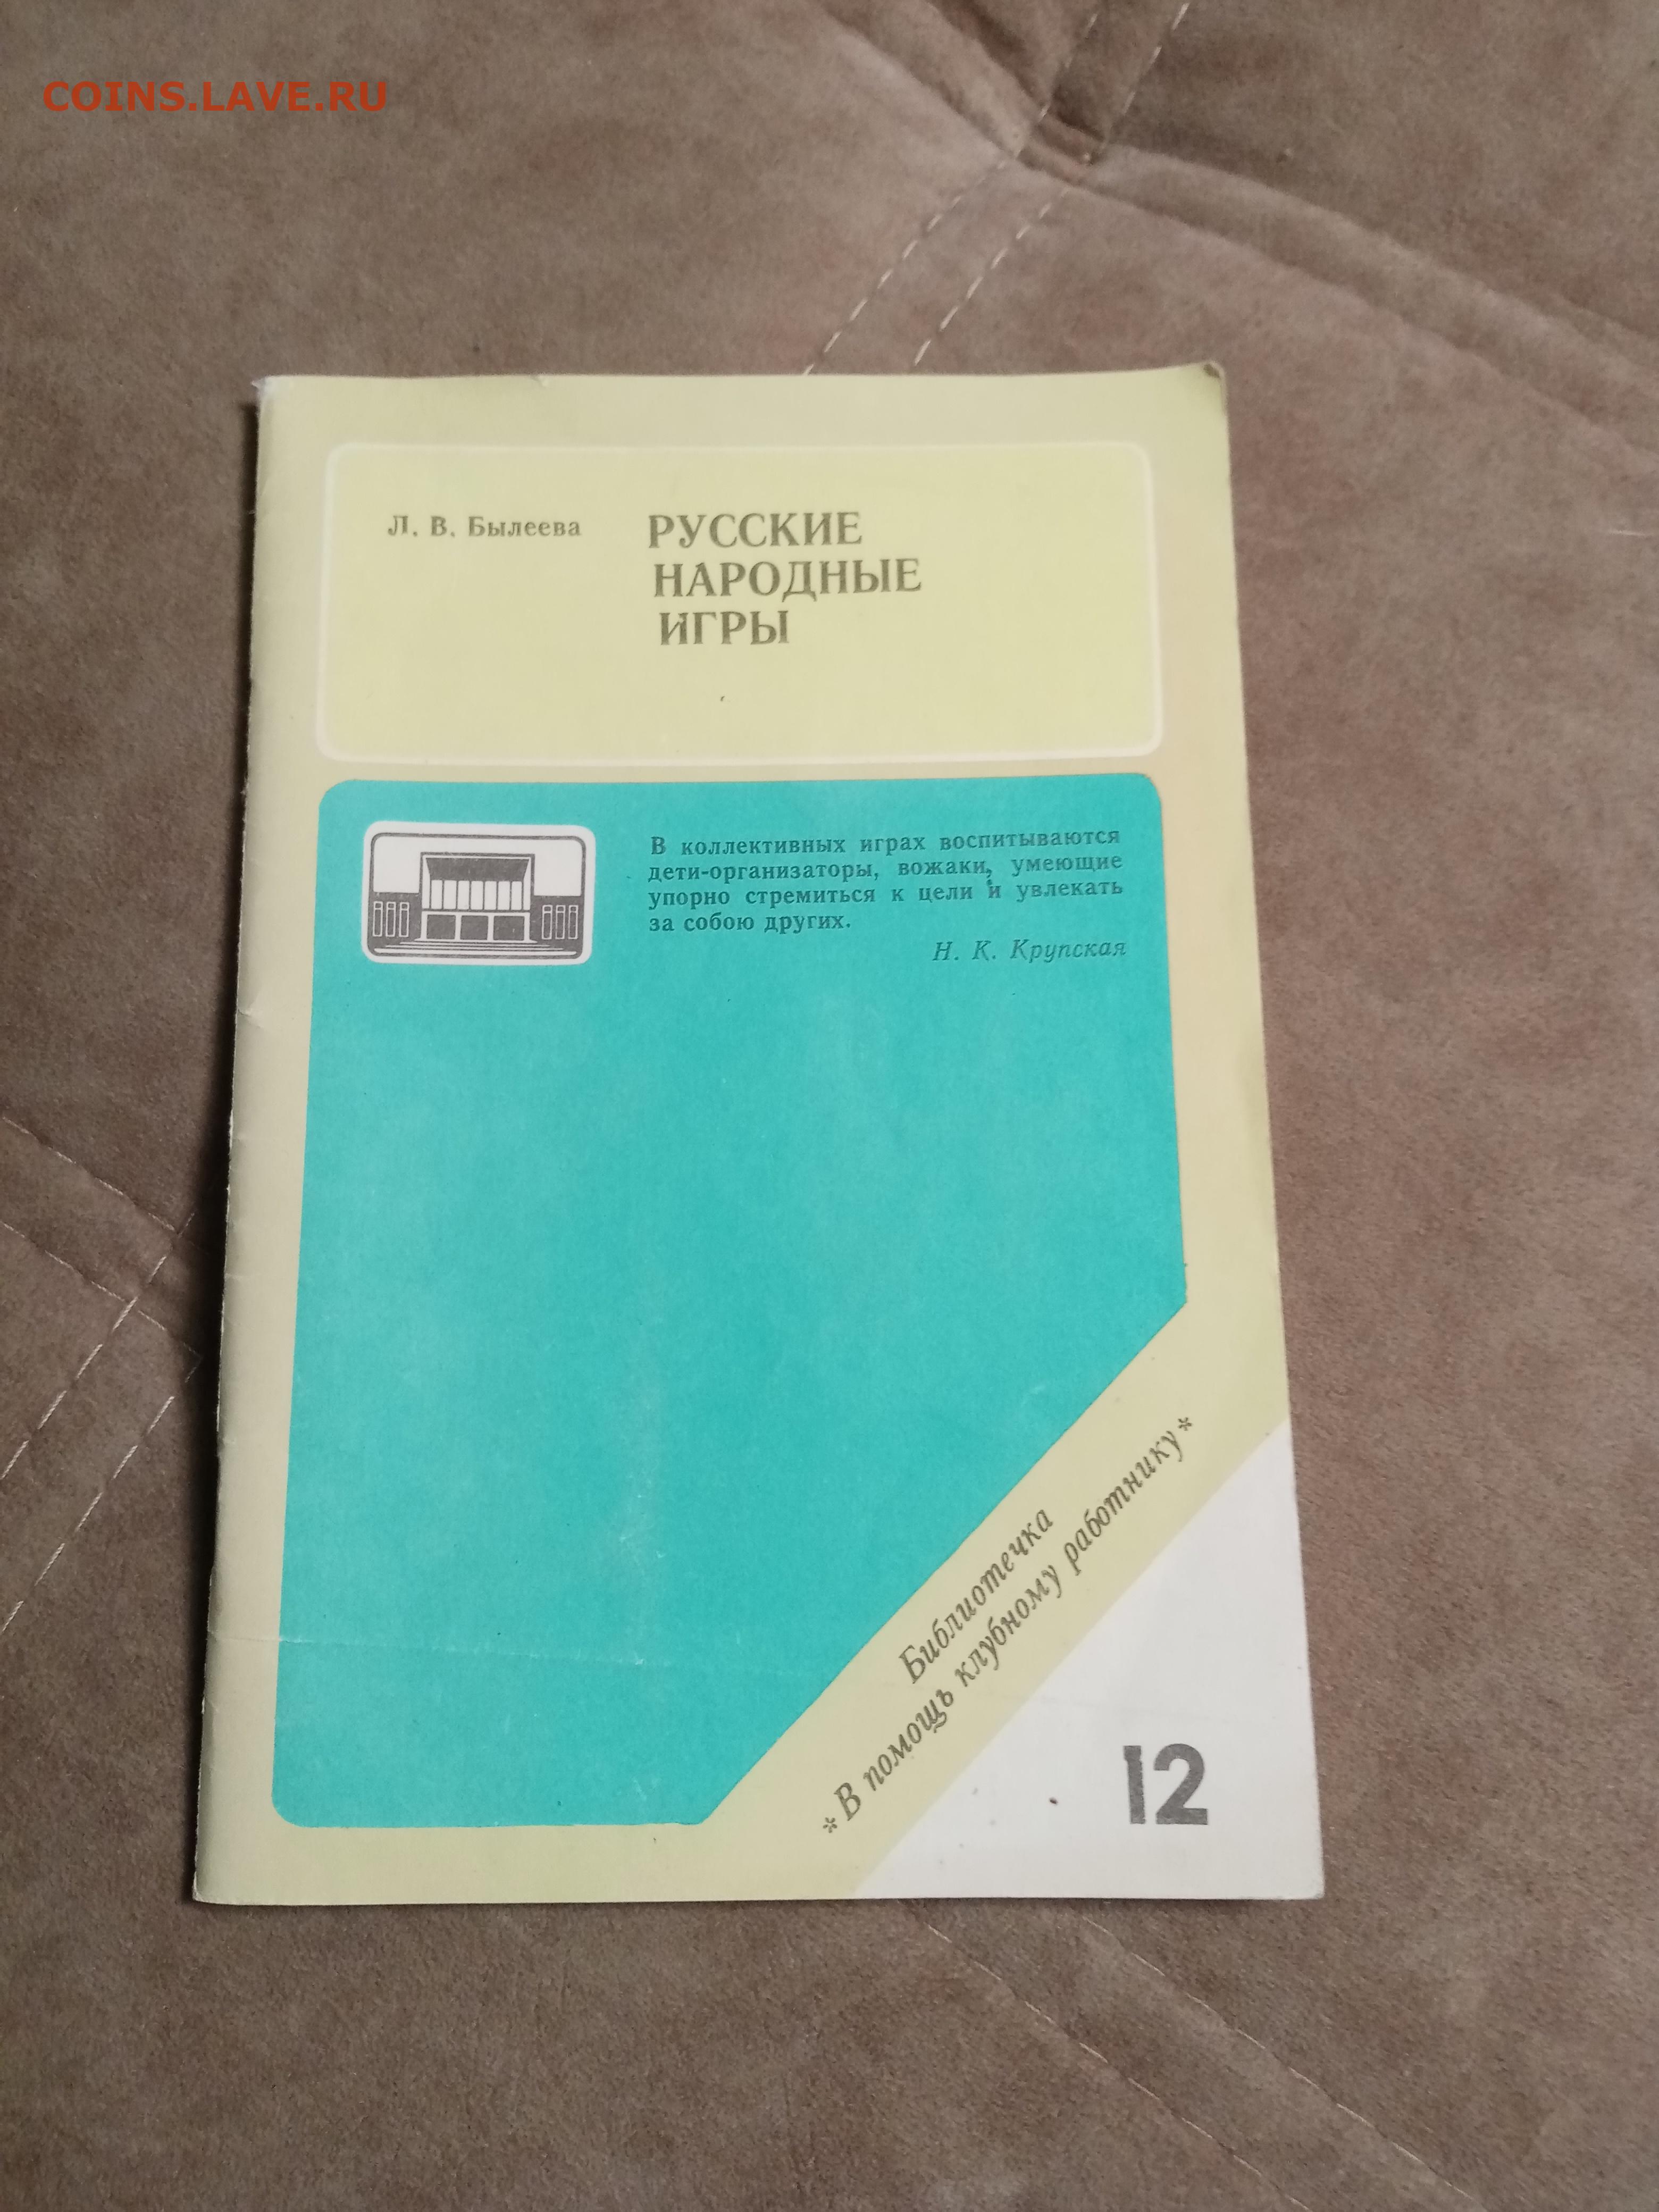 COINS.LAVE.RU
Л. В. Былеева
РУССКИЕ
НАРОДНЫЕ
ИГРЫ
В коллективных играх воспитываются
дети-организаторы, вожаки, умеющие
упорно стремиться к цели и увлекать
за собою других.
Н. К. Крупская
Библиотечка
*В помощь клубному работнику*
12